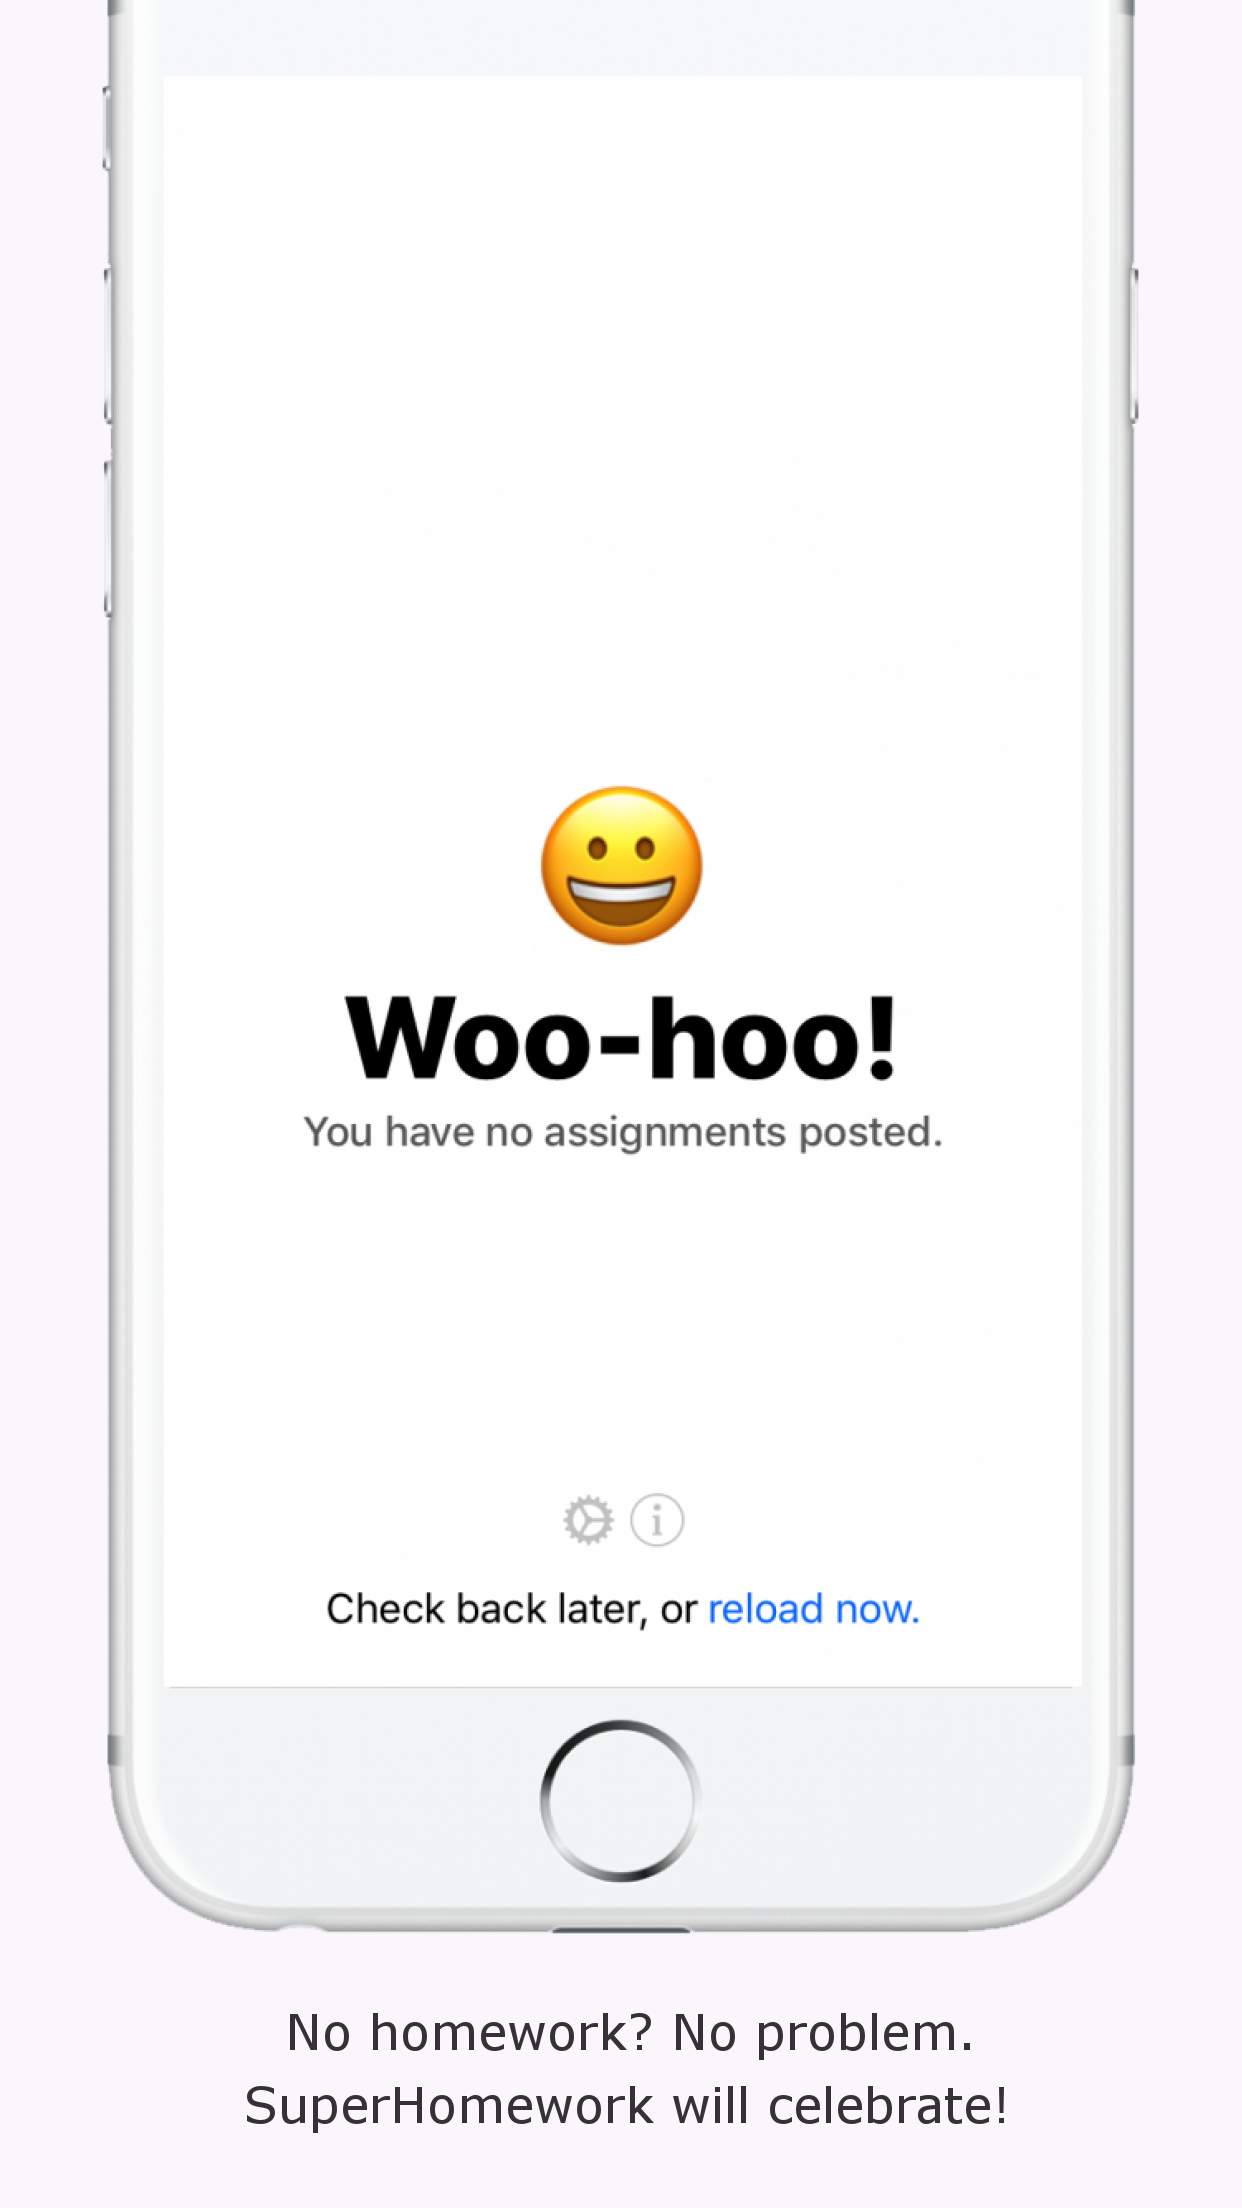 Woo-hoo!
You have no assignments posted.
Check back later, or reload now.
No homework? No problem.
SuperHomework will celebrate!